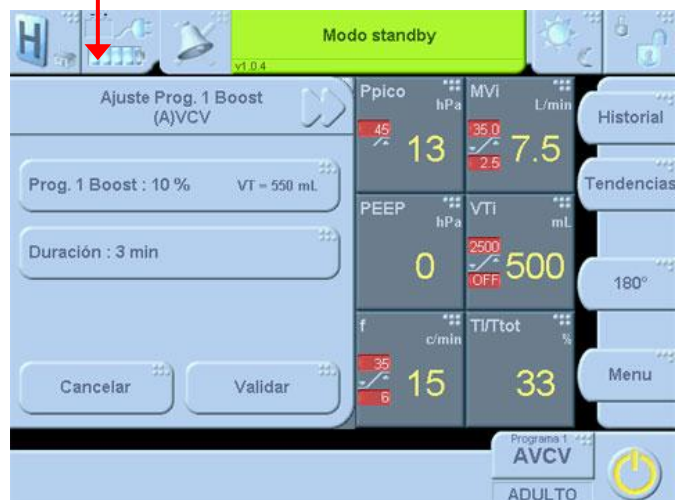 H
Modo standby
v1.0.4
Ajuste Prog. 1 Boost
(A)VCV
Prog. 1 Boost : 10 % VT = 550 mL
Duración : 3 min
Cancelar
Validar
Ppico
hPa
45
13
MVi
L/min
35.0
2.5
7.5
PEEP
hPa
0
VTi
mL
2500
OFF
500
f
c/min
35
6
15
TI/Ttot
%
33
Historial
Tendencias
180°
Menu
Programa 1
AVCV
ADULTO